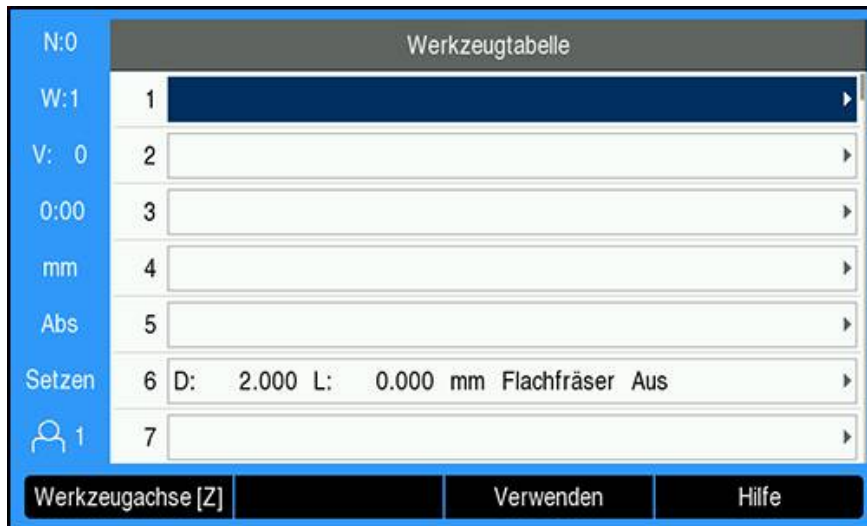 N:0 Werkzeugtabelle
W:1 1
V: 0 2
0:00 3
mm 4
Abs 5
Setzen 6 D: 2.000 L: 0.000 mm Flachfräser Aus
1 7
Werkzeugachse [Z] Verwenden Hilfe